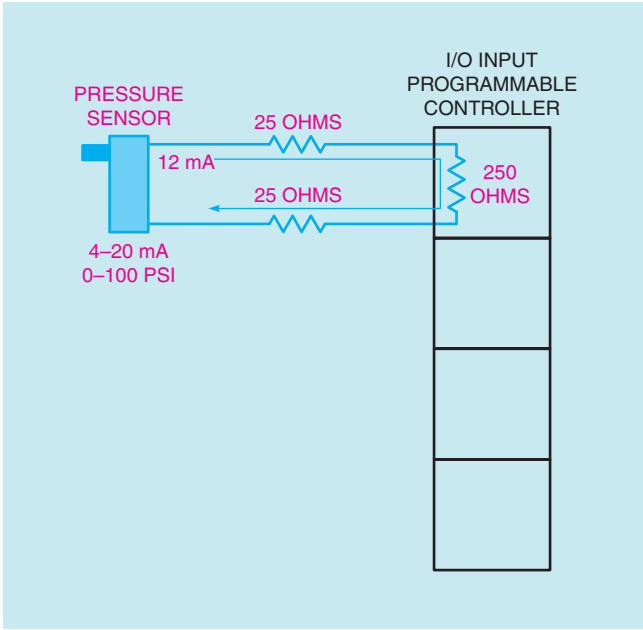 I/O INPUT
PROGRAMMABLE
CONTROLLER
PRESSURE
SENSOR
25 OHMS
12 mA
250
OHMS
25 OHMS
4–20 mA
0–100 PSI